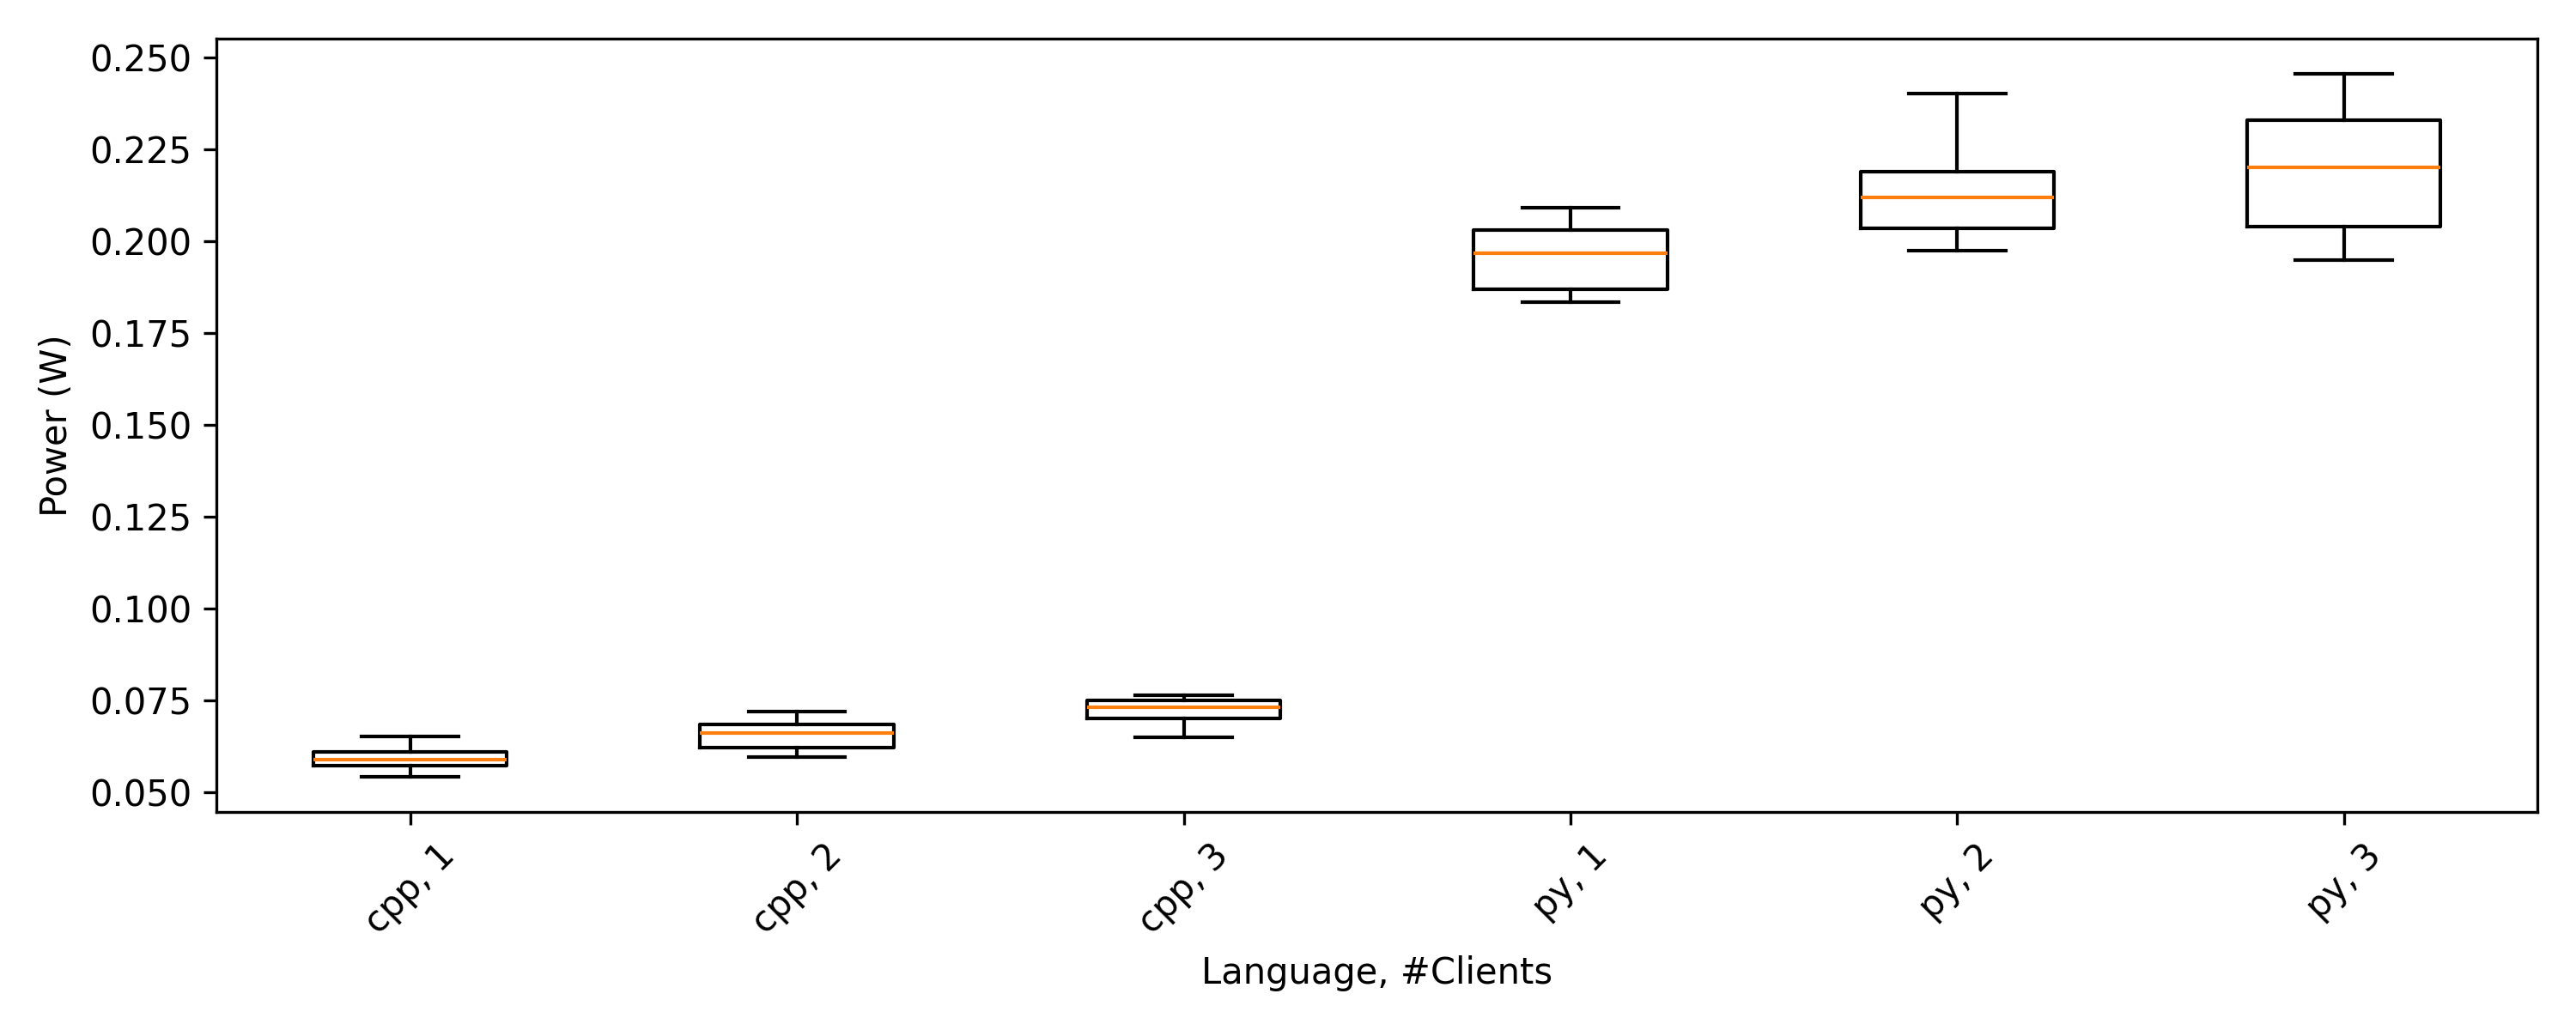 0.250
0.225
0.200
0.175
0.150
0.125
0.100
0.075
0.050
Power (W)
cpp, 1
cpp, 2
cpp, 3
py, 1
py, 2
py, 3
Language, #Clients